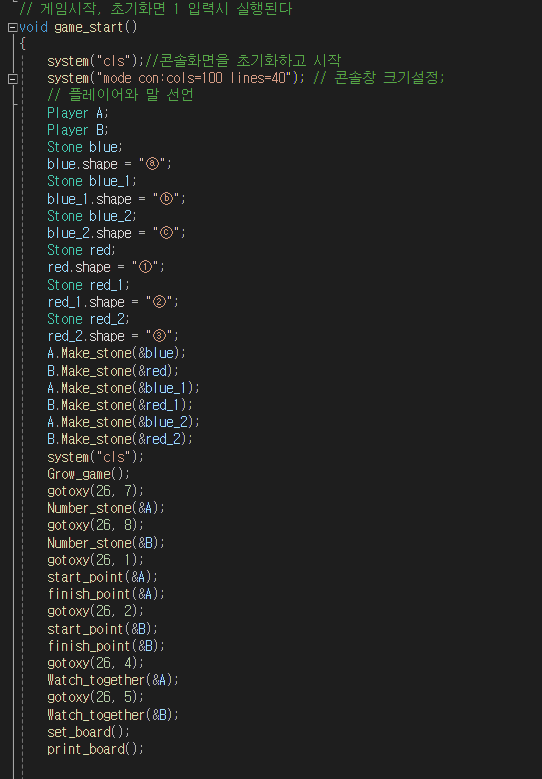 // 게임시작, 초기화면 1 입력시 실행된다
void game_start()
{
system("cls");//콘솔화면을 초기화하고 시작
system("mode con:cols=100 lines=40"); // 콘솔창 크기설정;
// 플레이어와 말 선언
Player A;
Player B;
Stone blue;
blue.shape = "ⓐ";
Stone blue_1;
blue_1.shape = "ⓑ";
Stone blue_2;
blue_2.shape = "ⓒ";
Stone red;
red.shape = "①";
Stone red_1;
red_1.shape = "②";
Stone red_2;
red_2.shape = "③";
A.Make_stone(&blue);
B.Make_stone(&red);
A.Make_stone(&blue_1);
B.Make_stone(&red_1);
A.Make_stone(&blue_2);
B.Make_stone(&red_2);
system("cls");
Grow_game();
gotoxy(26, 7);
Number_stone(&A);
gotoxy(26, 8);
Number_stone(&B);
gotoxy(26, 1);
start_point(&A);
finish_point(&A);
gotoxy(26, 2);
start_point(&B);
finish_point(&B);
gotoxy(26, 4);
Watch_together(&A);
gotoxy(26, 5);
Watch_together(&B);
set_board();
print_board();